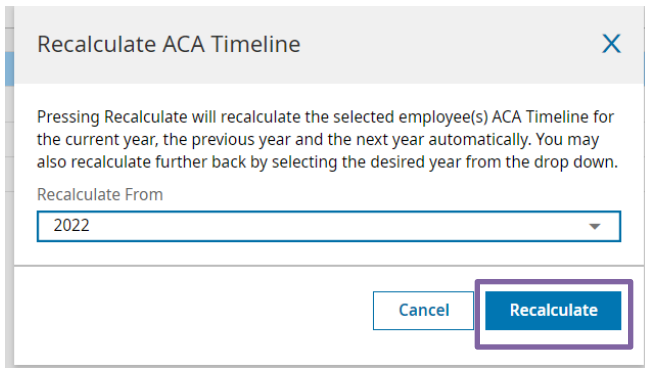 Recalculate ACA Timeline
Pressing Recalculate will recalculate the selected employee(s) ACA Timeline for
the current year, the previous year and the next year automatically. You may
also recalculate further back by selecting the desired year from the drop down.
Recalculate From
2022
Cancel
Recalculate